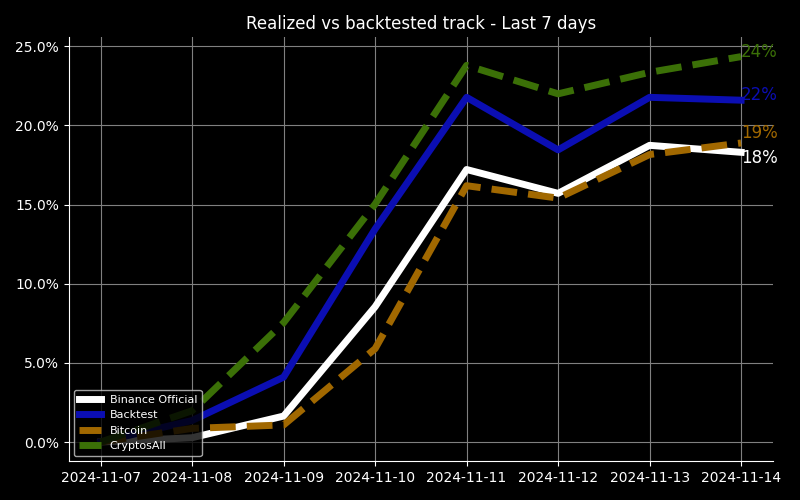 Realized vs backtested track - Last 7 days
25.0%
20.0%
15.0%
10.0%
5.0%
0.0%
24%
22%
19%
18%
Binance Official
Backtest
Bitcoin
CryptosAll
2024-11-07 2024-11-08 2024-11-09 2024-11-10 2024-11-11 2024-11-12 2024-11-13 2024-11-14